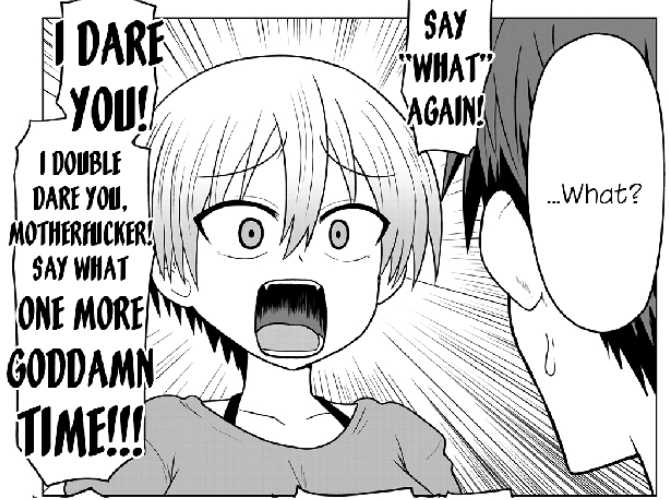 ...What?
SAY
"WHAT"
AGAIN!
I DARE
YOU!
I DOUBLE
DARE YOU,
MOTHERFUCKER!
SAY WHAT
ONE MORE
GODDAMN
TIME!!!